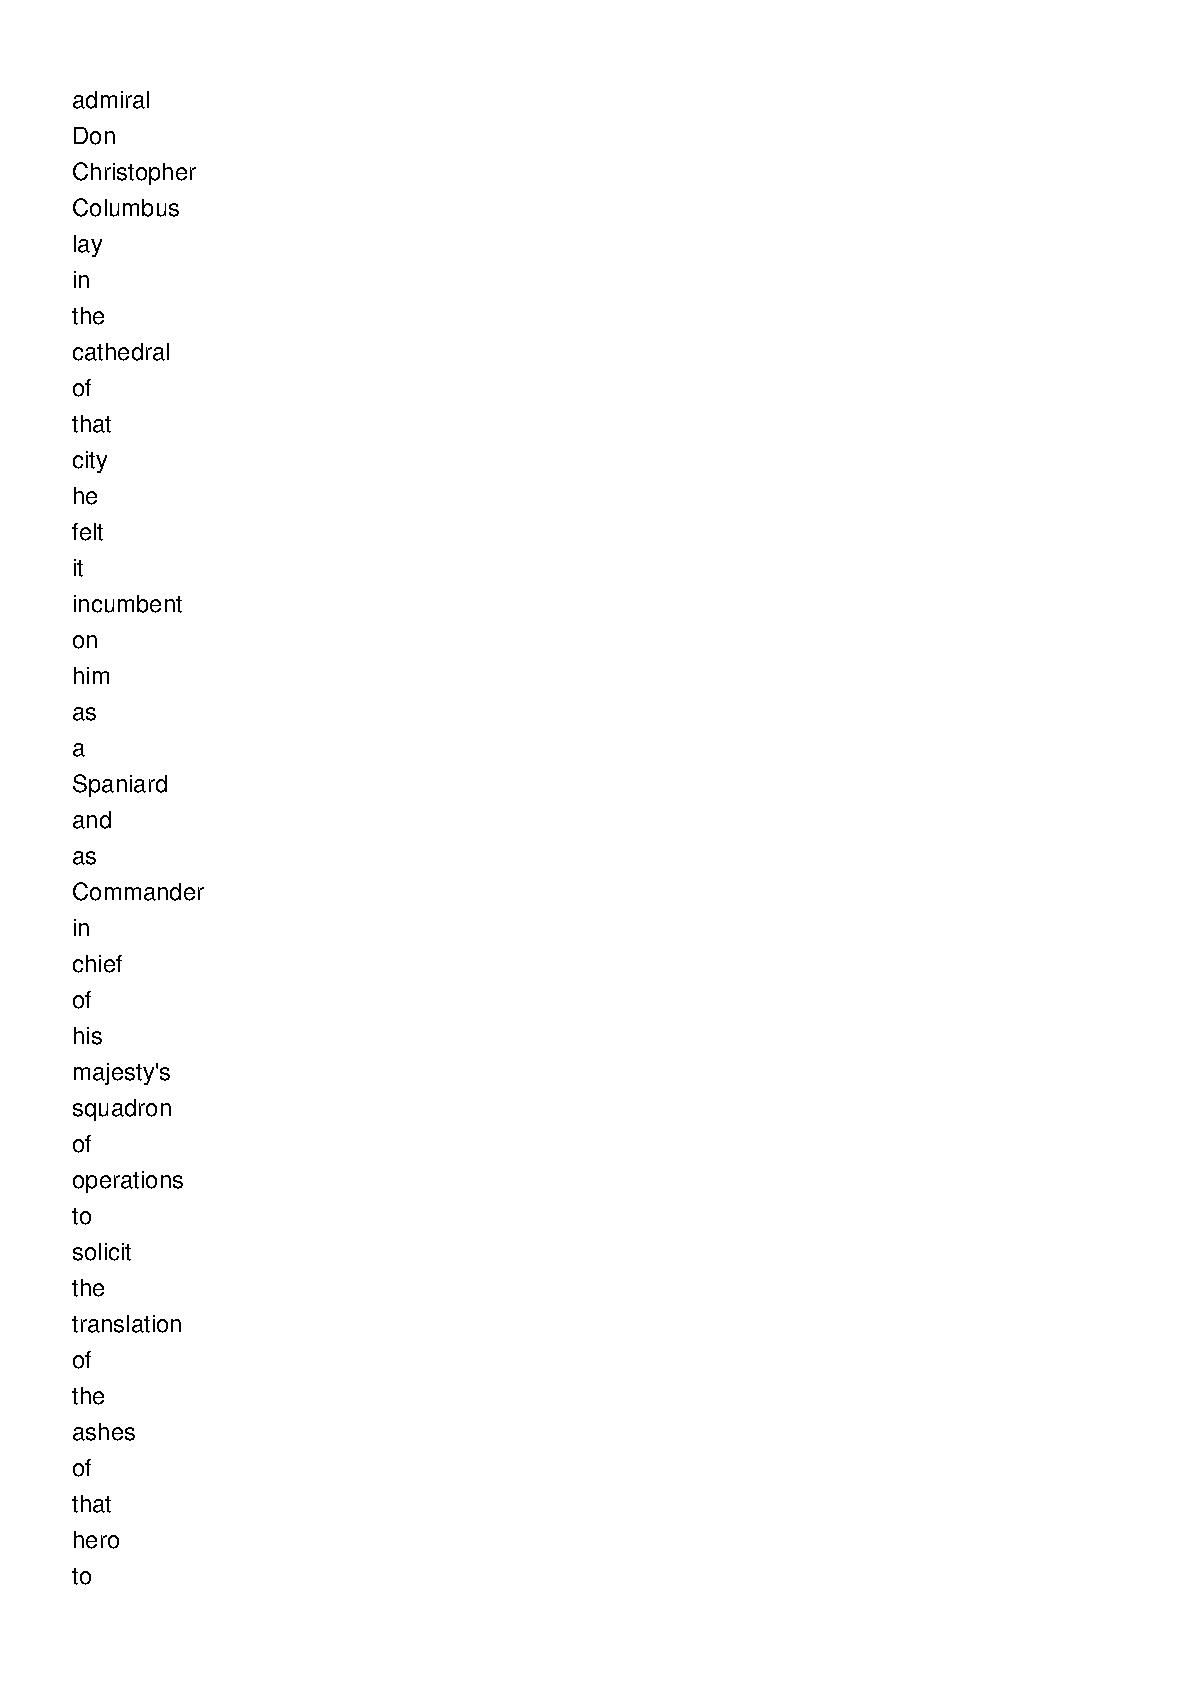 admiral
Don
Christopher
Columbus
lay
in
the
cathedral
of
that
city
he
felt
it
incumbent
on
him
as
a
Spaniard
and
as
Commander
in
chief
of
his
majesty's
squadron
of
operations
to
solicit
the
translation
of
the
ashes
of
that
hero
to